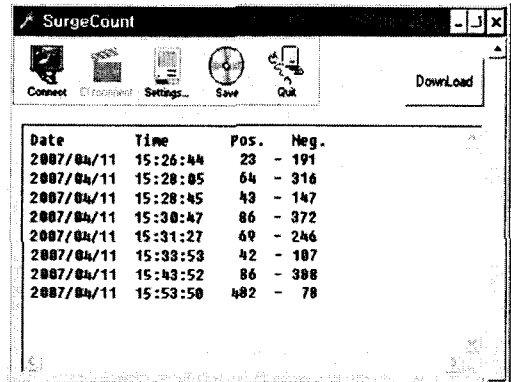 SurgeCount
Connect Disconnect Settings... Save Quit
DownLoad
Date Time Pos. Neg.
2007/04/11 15:26:44 23 - 191
2007/04/11 15:28:05 64 - 316
2007/04/11 15:28:45 43 - 147
2007/04/11 15:30:47 86 - 372
2007/04/11 15:31:27 69 - 246
2007/04/11 15:33:53 42 - 107
2007/04/11 15:43:52 86 - 308
2007/04/11 15:53:50 482 - 78